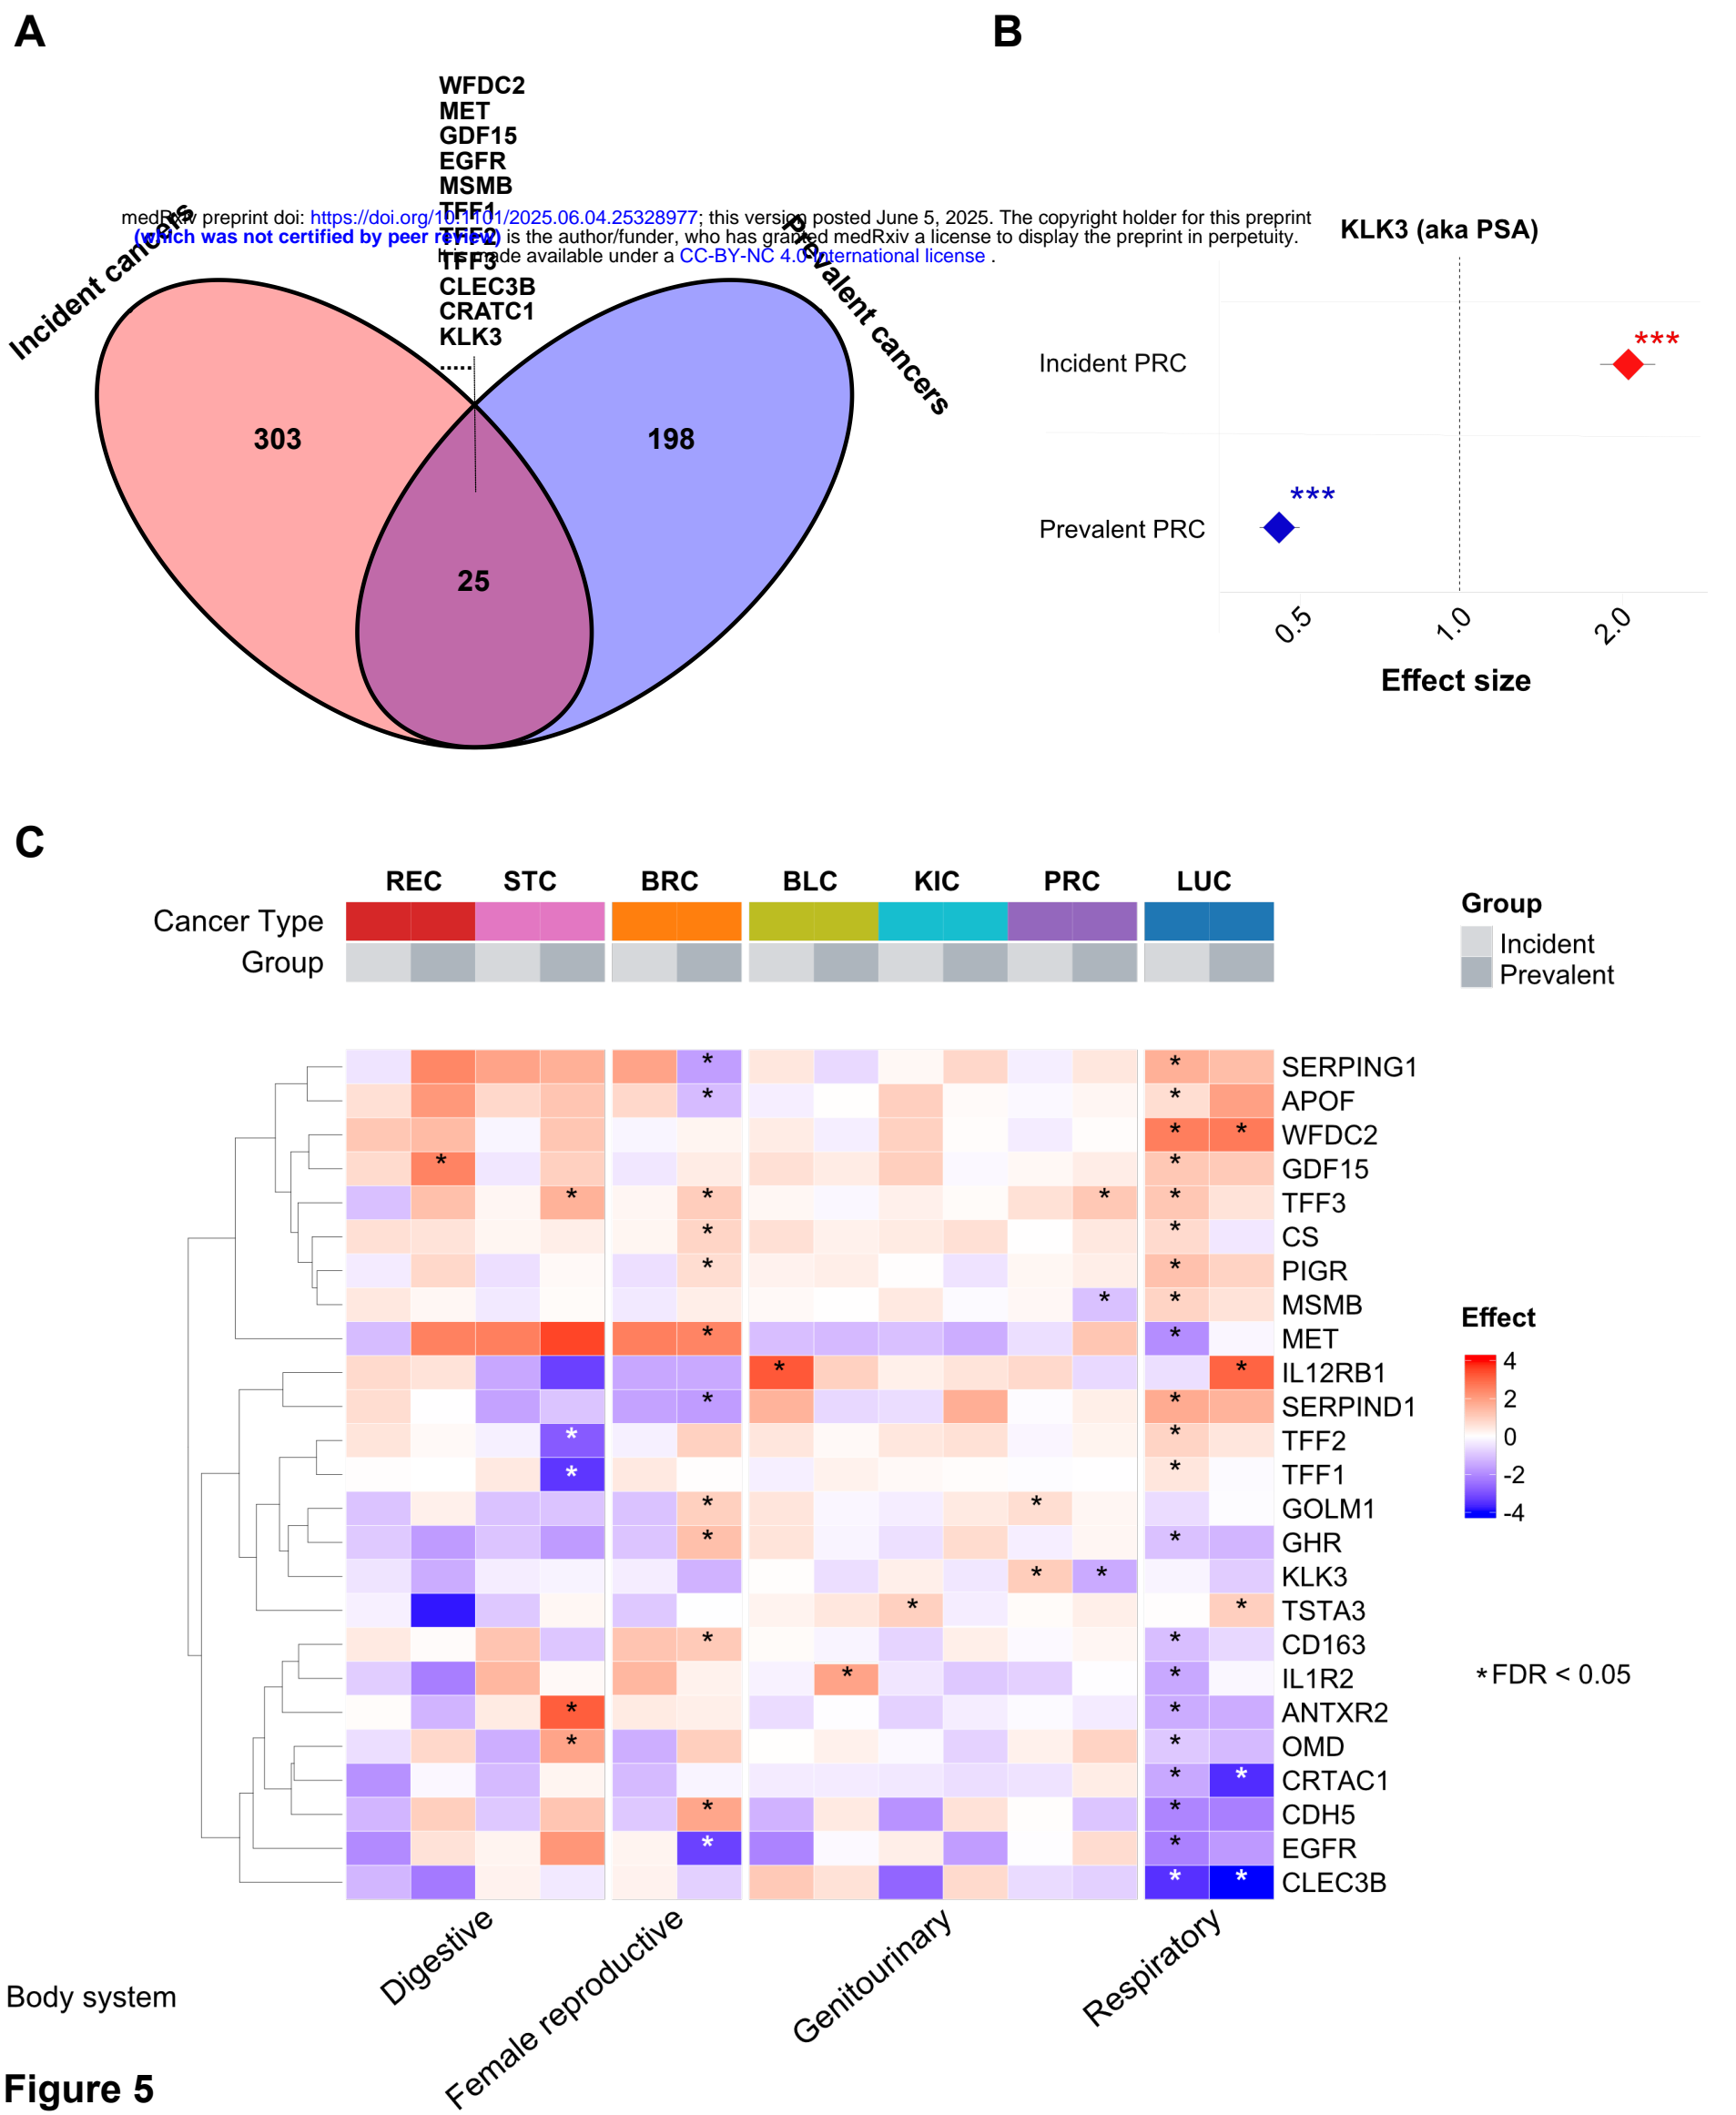 A
B
WFDC2
MET
GDF15
EGFR
MSMB
TFF1
TFF2
TFF3
CLEC3B
CRATC1
KLK3
.....
medRxiv preprint doi: https://doi.org/10.1101/2025.06.04.25328977; this version posted June 5, 2025. The copyright holder for this preprint
(which was not certified by peer review) is the author/funder, who has granted medRxiv a license to display the preprint in perpetuity.
It is made available under a CC-BY-NC 4.0 International license .
Incident cancers
Prevalent cancers
303
198
25
KLK3 (aka PSA)
Incident PRC
***
Prevalent PRC
***
0.5
1.0
2.0
Effect size
C
REC STC BRC BLC KIC PRC LUC
Cancer Type
Group
Group
Incident
Prevalent
* * SERPING1
* * APOF
* * WFDC2
* * GDF15
* * * * TFF3
* * CS
* * PIGR
* * MSMB
* * MET
* * IL12RB1
* * SERPIND1
* * TFF2
* * TFF1
* * GOLM1
* * GHR
* * KLK3
* * TSTA3
* * CD163
* * IL1R2
* * ANTXR2
* * OMD
* * CRTAC1
* * CDH5
* * EGFR
* * CLEC3B
Effect
4
2
0
-2
-4
* FDR < 0.05
Body system
Digestive
Female reproductive
Genitourinary
Respiratory
Figure 5